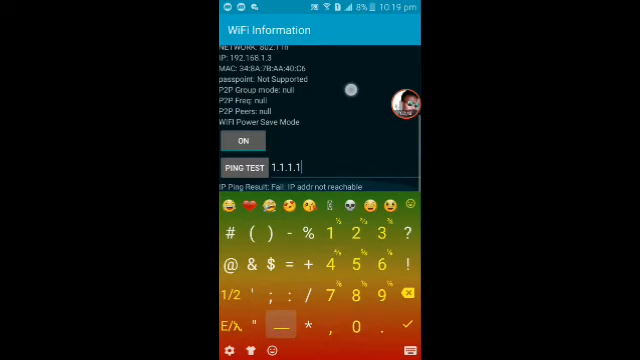 8% 10:19 pm
WiFi Information
NETWORK: 802.11n
IP: 192.168.1.3
MAC: 34:8A:7B:AA:40:C6
passpoint: Not Supported
P2P Group mode: null
P2P Freq: null
P2P Peers: null
WIFI Power Save Mode
ON
PING TEST 1.1.1.1
IP Ping Result: Fail: IP addr not reachable
# ( ) - % 1 2 3 ?
@ & $ = + 4 5 6 !
1/2 ' ; : / 7 8 9
E/λ " _ * , 0 .